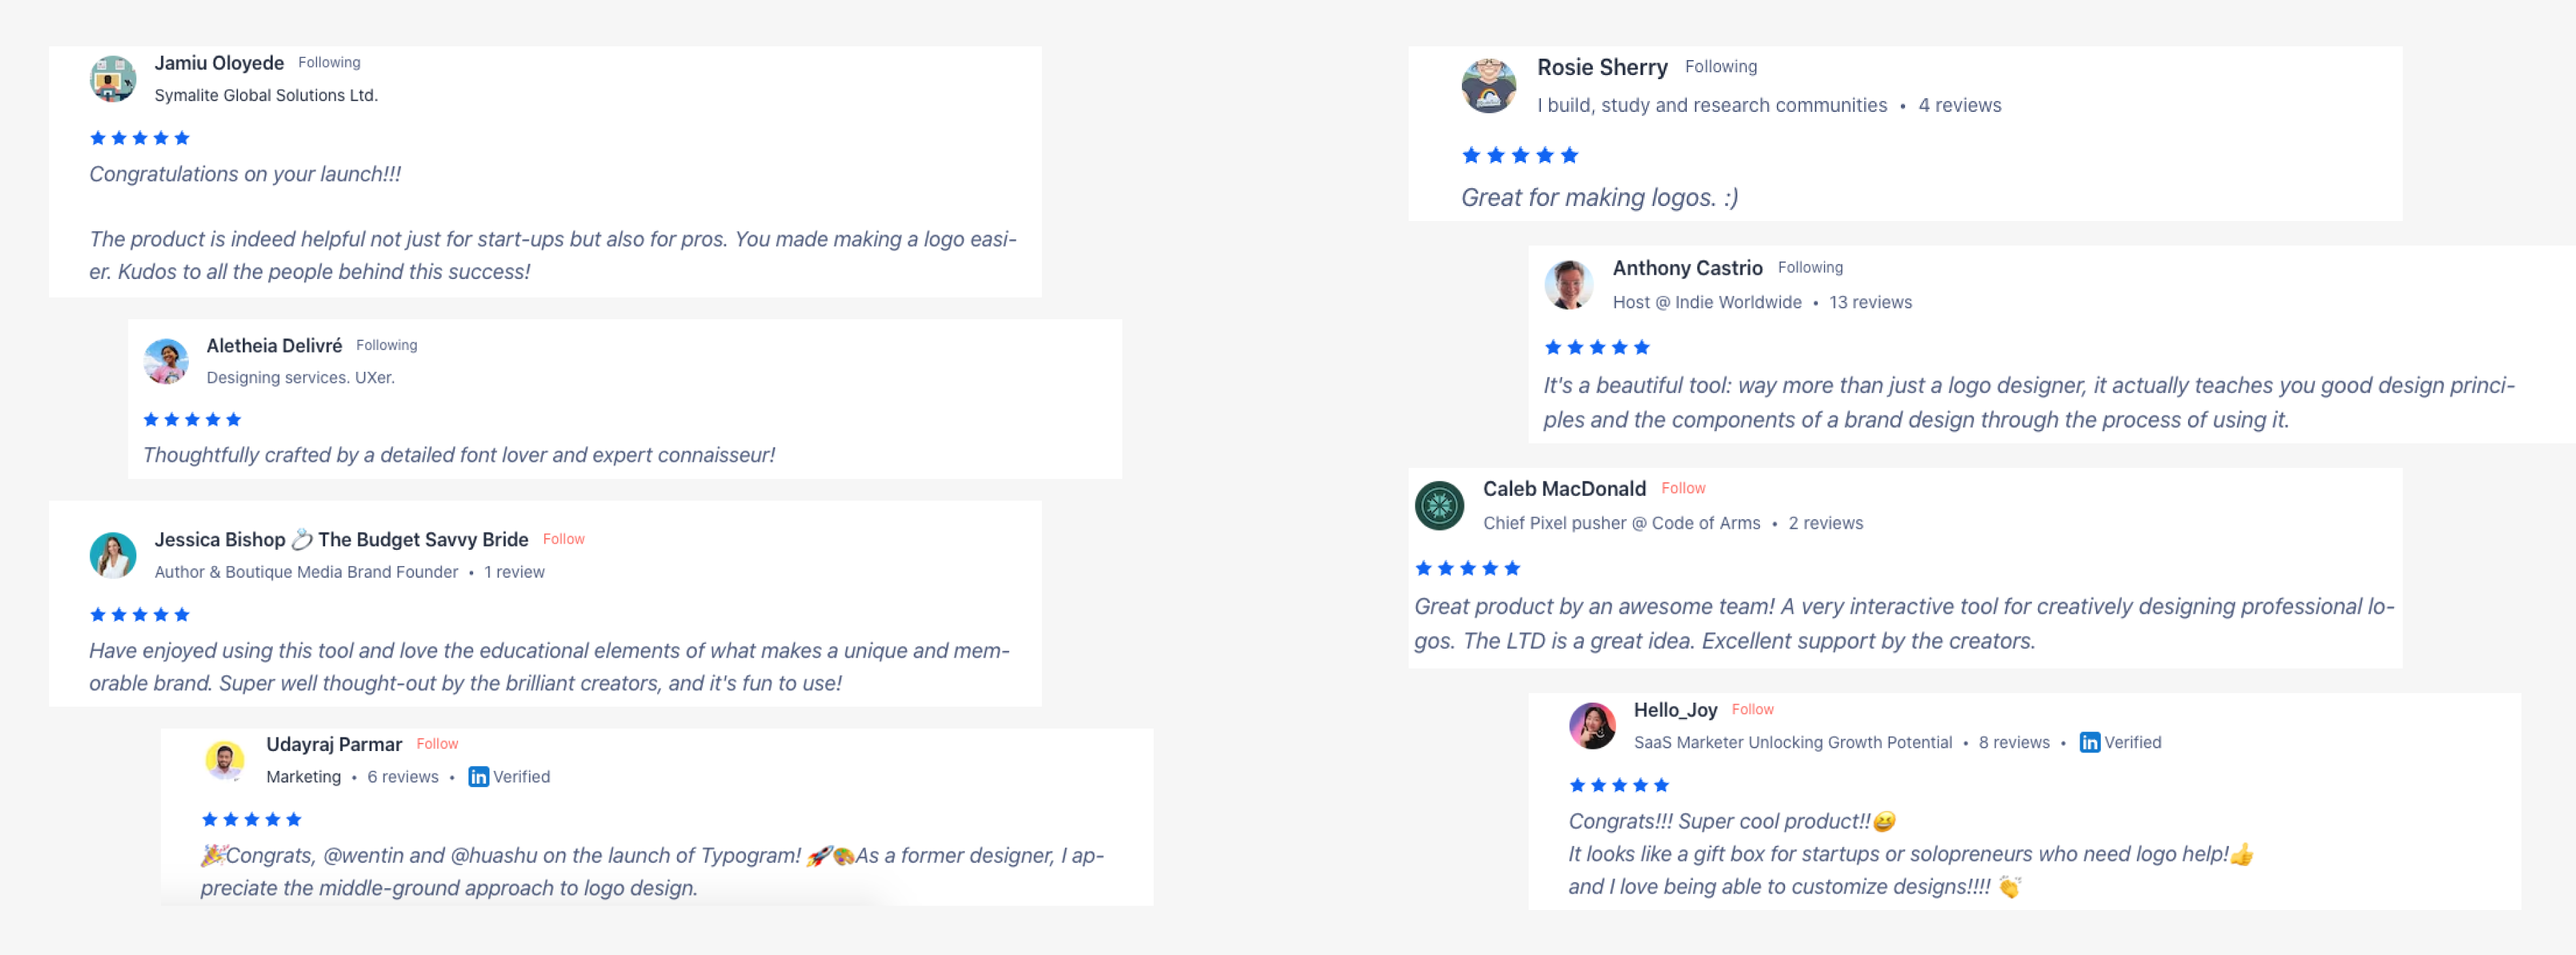 Jamiu Oloyede Following
Symalite Global Solutions Ltd.
Congratulations on your launch!!!
The product is indeed helpful not just for start-ups but also for pros. You made making a logo easi-
er. Kudos to all the people behind this success!
Aletheia Delivré Following
Designing services. UXer.
Thoughtfully crafted by a detailed font lover and expert connaisseur!
Jessica Bishop 💍 The Budget Savvy Bride Follow
Author & Boutique Media Brand Founder • 1 review
Have enjoyed using this tool and love the educational elements of what makes a unique and mem-
orable brand. Super well thought-out by the brilliant creators, and it's fun to use!
Udayraj Parmar Follow
Marketing • 6 reviews • in Verified
🎉Congrats, @wentin and @huashu on the launch of Typogram! 🚀🎨As a former designer, I ap-
preciate the middle-ground approach to logo design.
Rosie Sherry Following
I build, study and research communities • 4 reviews
Great for making logos. :)
Anthony Castrio Following
Host @ Indie Worldwide • 13 reviews
It's a beautiful tool: way more than just a logo designer, it actually teaches you good design princi-
ples and the components of a brand design through the process of using it.
Caleb MacDonald Follow
Chief Pixel pusher @ Code of Arms • 2 reviews
Great product by an awesome team! A very interactive tool for creatively designing professional lo-
gos. The LTD is a great idea. Excellent support by the creators.
Hello_Joy Follow
SaaS Marketer Unlocking Growth Potential • 8 reviews • in Verified
Congrats!!! Super cool product!!😆
It looks like a gift box for startups or solopreneurs who need logo help!👍
and I love being able to customize designs!!!! 👏